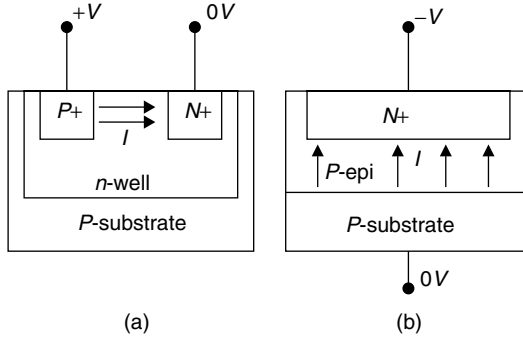 +V
0V
P+
N+
I
n-well
P-substrate
(a)
−V
N+
P-epi
I
P-substrate
0V
(b)